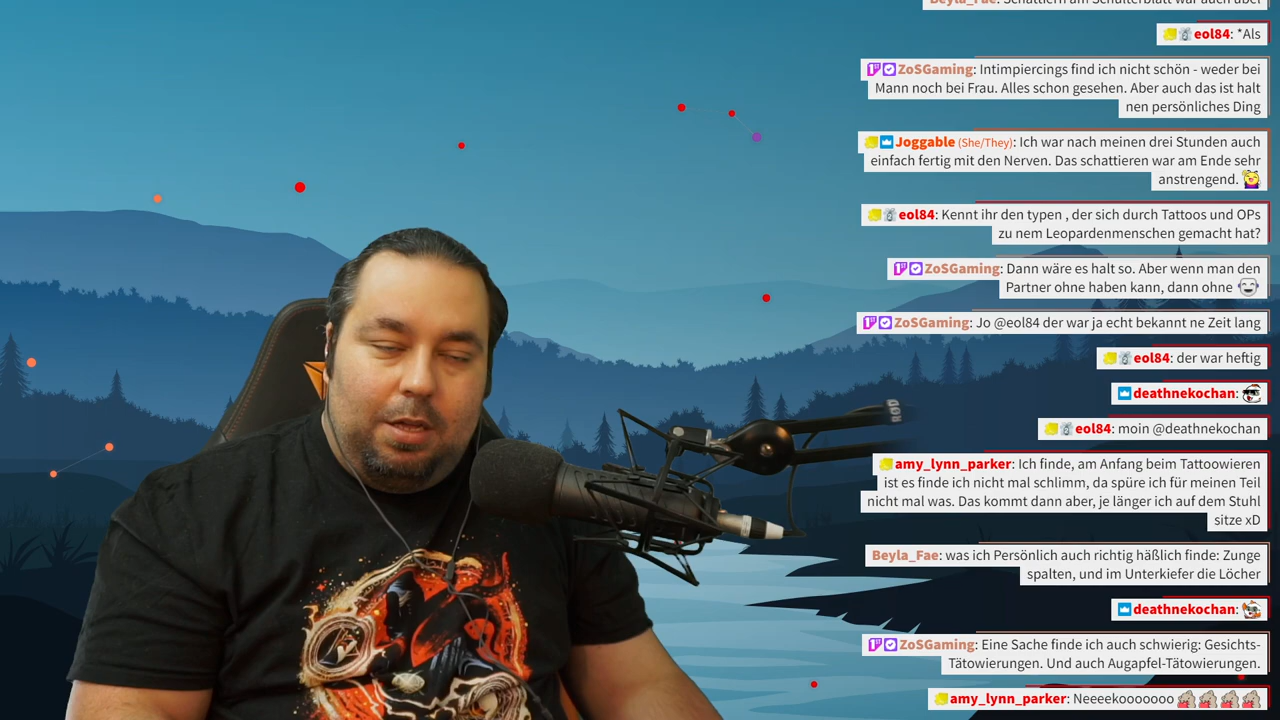 Beyla_Fae: Schattiern am Schulterblatt war auch übel
eol84: *Als
ZoSGaming: Intimpiercings find ich nicht schön - weder bei
Mann noch bei Frau. Alles schon gesehen. Aber auch das ist halt
nen persönliches Ding
Joggable (She/They): Ich war nach meinen drei Stunden auch
einfach fertig mit den Nerven. Das schattieren war am Ende sehr
anstrengend.
eol84: Kennt ihr den typen , der sich durch Tattoos und OPs
zu nem Leopardenmenschen gemacht hat?
ZoSGaming: Dann wäre es halt so. Aber wenn man den
Partner ohne haben kann, dann ohne
ZoSGaming: Jo @eol84 der war ja echt bekannt ne Zeit lang
eol84: der war heftig
deathnekochan:
eol84: moin @deathnekochan
amy_lynn_parker: Ich finde, am Anfang beim Tattoowieren
ist es finde ich nicht mal schlimm, da spüre ich für meinen Teil
nicht mal was. Das kommt dann aber, je länger ich auf dem Stuhl
sitze xD
Beyla_Fae: was ich Persönlich auch richtig häßlich finde: Zunge
spalten, und im Unterkiefer die Löcher
deathnekochan:
ZoSGaming: Eine Sache finde ich auch schwierig: Gesichts-
Tätowierungen. Und auch Augapfel-Tätowierungen.
amy_lynn_parker: Neeeekooooooo